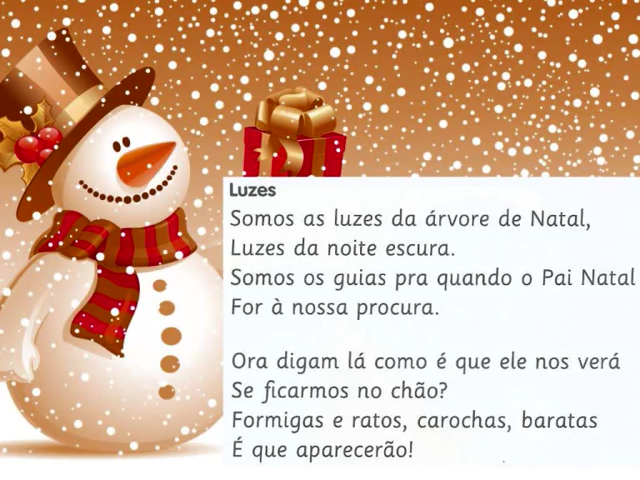 Luzes
Somos as luzes da árvore de Natal,
Luzes da noite escura.
Somos os guias pra quando o Pai Natal
For à nossa procura.
Ora digam lá como é que ele nos verá
Se ficarmos no chão?
Formigas e ratos, carochas, baratas
É que aparecerão!